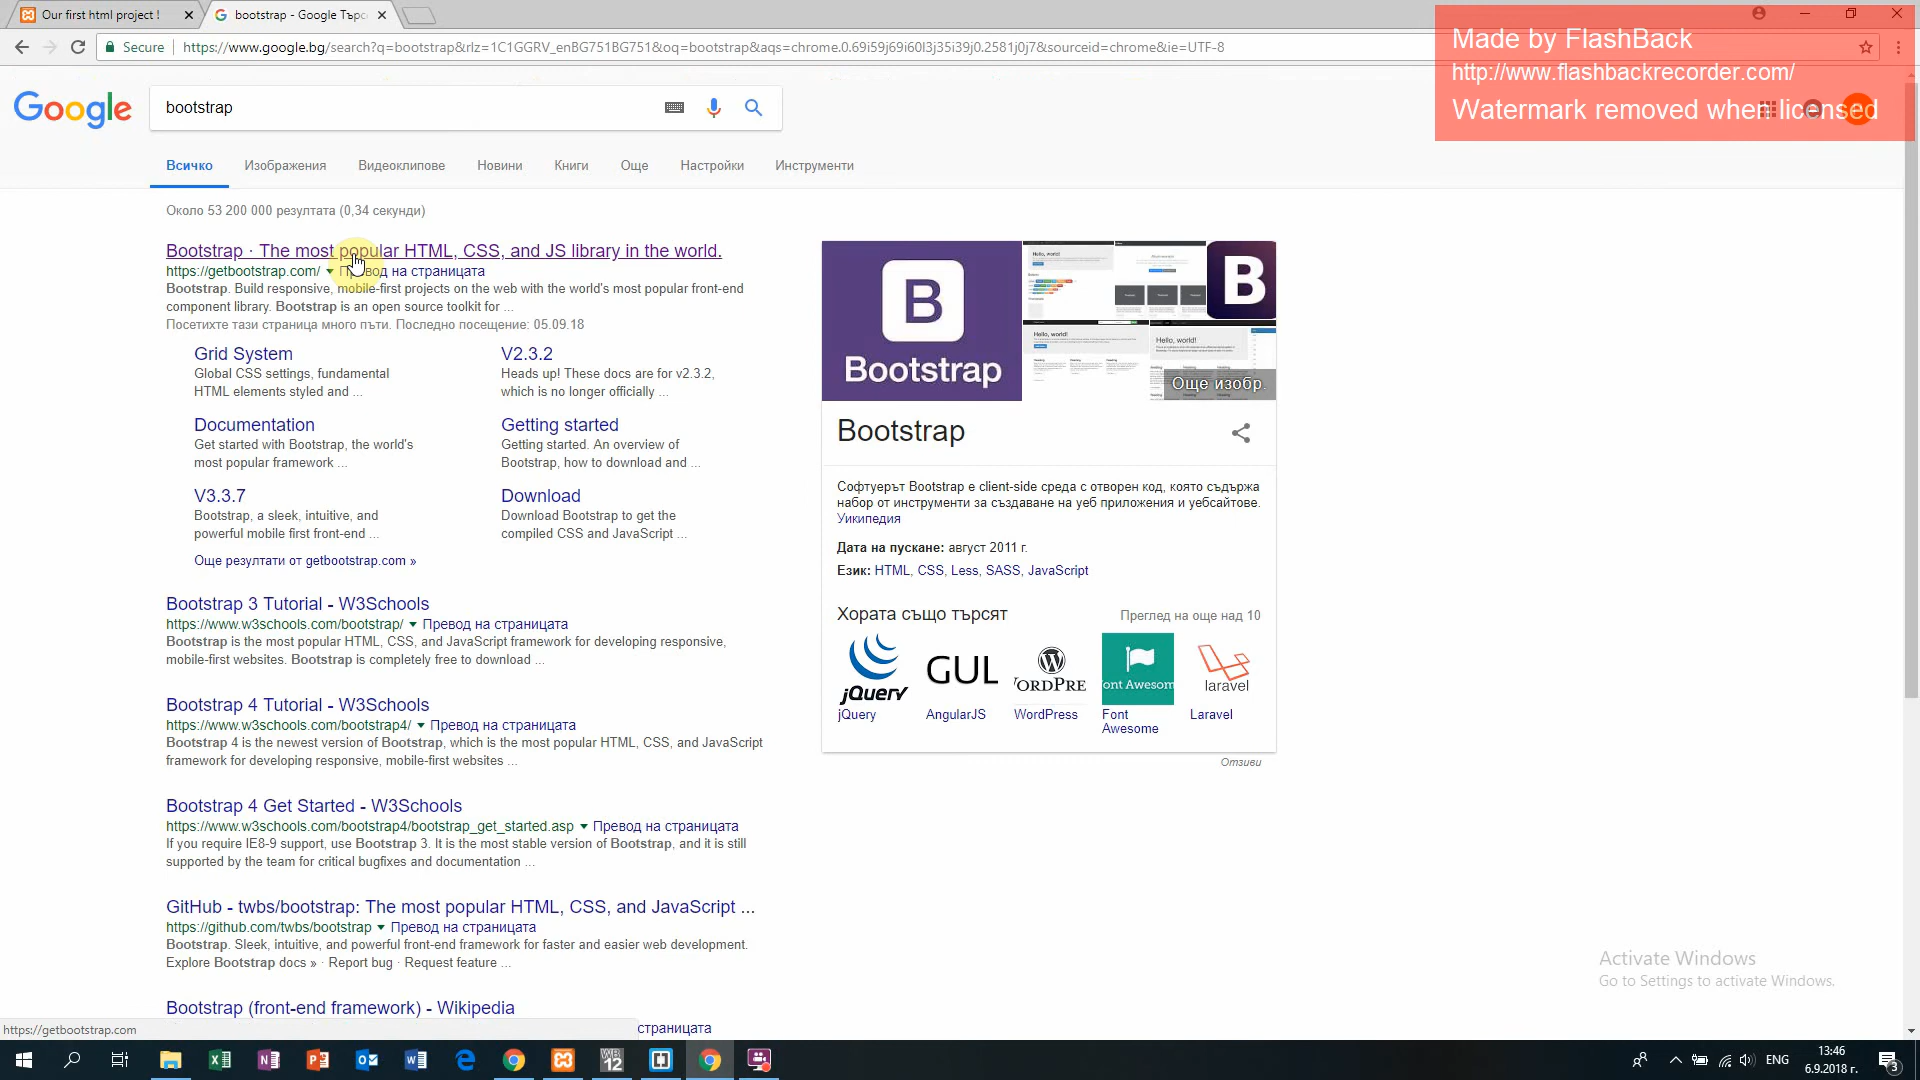 Our first html project !
bootstrap - Google Търс
Secure
https://www.google.bg/search?q=bootstrap&rlz=1C1GGRV_enBG751BG751&oq=bootstrap&aqs=chrome.0.69i59j69i60l3j35i39j0.2581j0j7&sourceid=chrome&ie=UTF-8
Made by FlashBack
http://www.flashbackrecorder.com/
Watermark removed when licensed
Google
bootstrap
Всичко
Изображения
Видеоклипове
Новини
Книги
Още
Настройки
Инструменти
Около 53 200 000 резултата (0,34 секунди)
Bootstrap · The most popular HTML, CSS, and JS library in the world.
https://getbootstrap.com/ Превод на страницата
Bootstrap. Build responsive, mobile-first projects on the web with the world's most popular front-end
component library. Bootstrap is an open source toolkit for ...
Посетихте тази страница много пъти. Последно посещение: 05.09.18
Grid System
Global CSS settings, fundamental
HTML elements styled and ...
V2.3.2
Heads up! These docs are for v2.3.2,
which is no longer officially ...
Documentation
Get started with Bootstrap, the world's
most popular framework ...
Getting started
Getting started. An overview of
Bootstrap, how to download and ...
V3.3.7
Bootstrap, a sleek, intuitive, and
powerful mobile first front-end ...
Download
Download Bootstrap to get the
compiled CSS and JavaScript ...
Още резултати от getbootstrap.com »
Bootstrap 3 Tutorial - W3Schools
https://www.w3schools.com/bootstrap/ Превод на страницата
Bootstrap is the most popular HTML, CSS, and JavaScript framework for developing responsive,
mobile-first websites. Bootstrap is completely free to download ...
Bootstrap 4 Tutorial - W3Schools
https://www.w3schools.com/bootstrap4/ Превод на страницата
Bootstrap 4 is the newest version of Bootstrap, which is the most popular HTML, CSS, and JavaScript
framework for developing responsive, mobile-first websites ...
Bootstrap 4 Get Started - W3Schools
https://www.w3schools.com/bootstrap4/bootstrap_get_started.asp Превод на страницата
If you require IE8-9 support, use Bootstrap 3. It is the most stable version of Bootstrap, and it is still
supported by the team for critical bugfixes and documentation ...
GitHub - twbs/bootstrap: The most popular HTML, CSS, and JavaScript ...
https://github.com/twbs/bootstrap Превод на страницата
Bootstrap. Sleek, intuitive, and powerful front-end framework for faster and easier web development.
Explore Bootstrap docs » · Report bug · Request feature ...
Bootstrap (front-end framework) - Wikipedia
страницата
https://getbootstrap.com
B
Bootstrap
Hello, world!
Hello, world!
Hello, world!
B
Още изобр.
Bootstrap
Софтуерът Bootstrap е client-side среда с отворен код, която съдържа
набор от инструменти за създаване на уеб приложения и уебсайтове.
Уикипедия
Дата на пускане: август 2011 г.
Език: HTML, CSS, Less, SASS, JavaScript
Хората също търсят
Преглед на още над 10
jQuery
GUL
ORDPRE
ont Awesom
laravel
jQuery
AngularJS
WordPress
Font
Awesome
Laravel
Отзиви
Activate Windows
Go to Settings to activate Windows.
WB
12
ENG
13:46
6.9.2018 г.
3